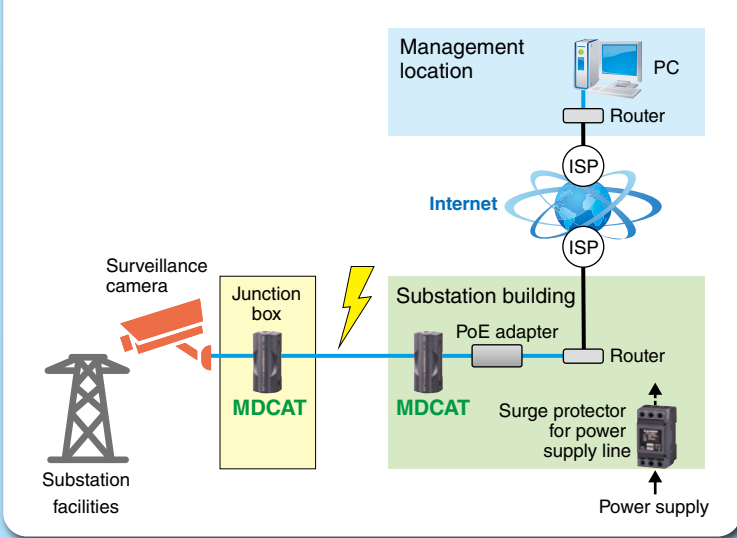 Management
location
PC
Router
ISP
Internet
ISP
Surveillance
camera
Junction
box
MDCAT
Substation building
PoE adapter
Router
MDCAT
Surge protector
for power
supply line
Substation
facilities
Power supply